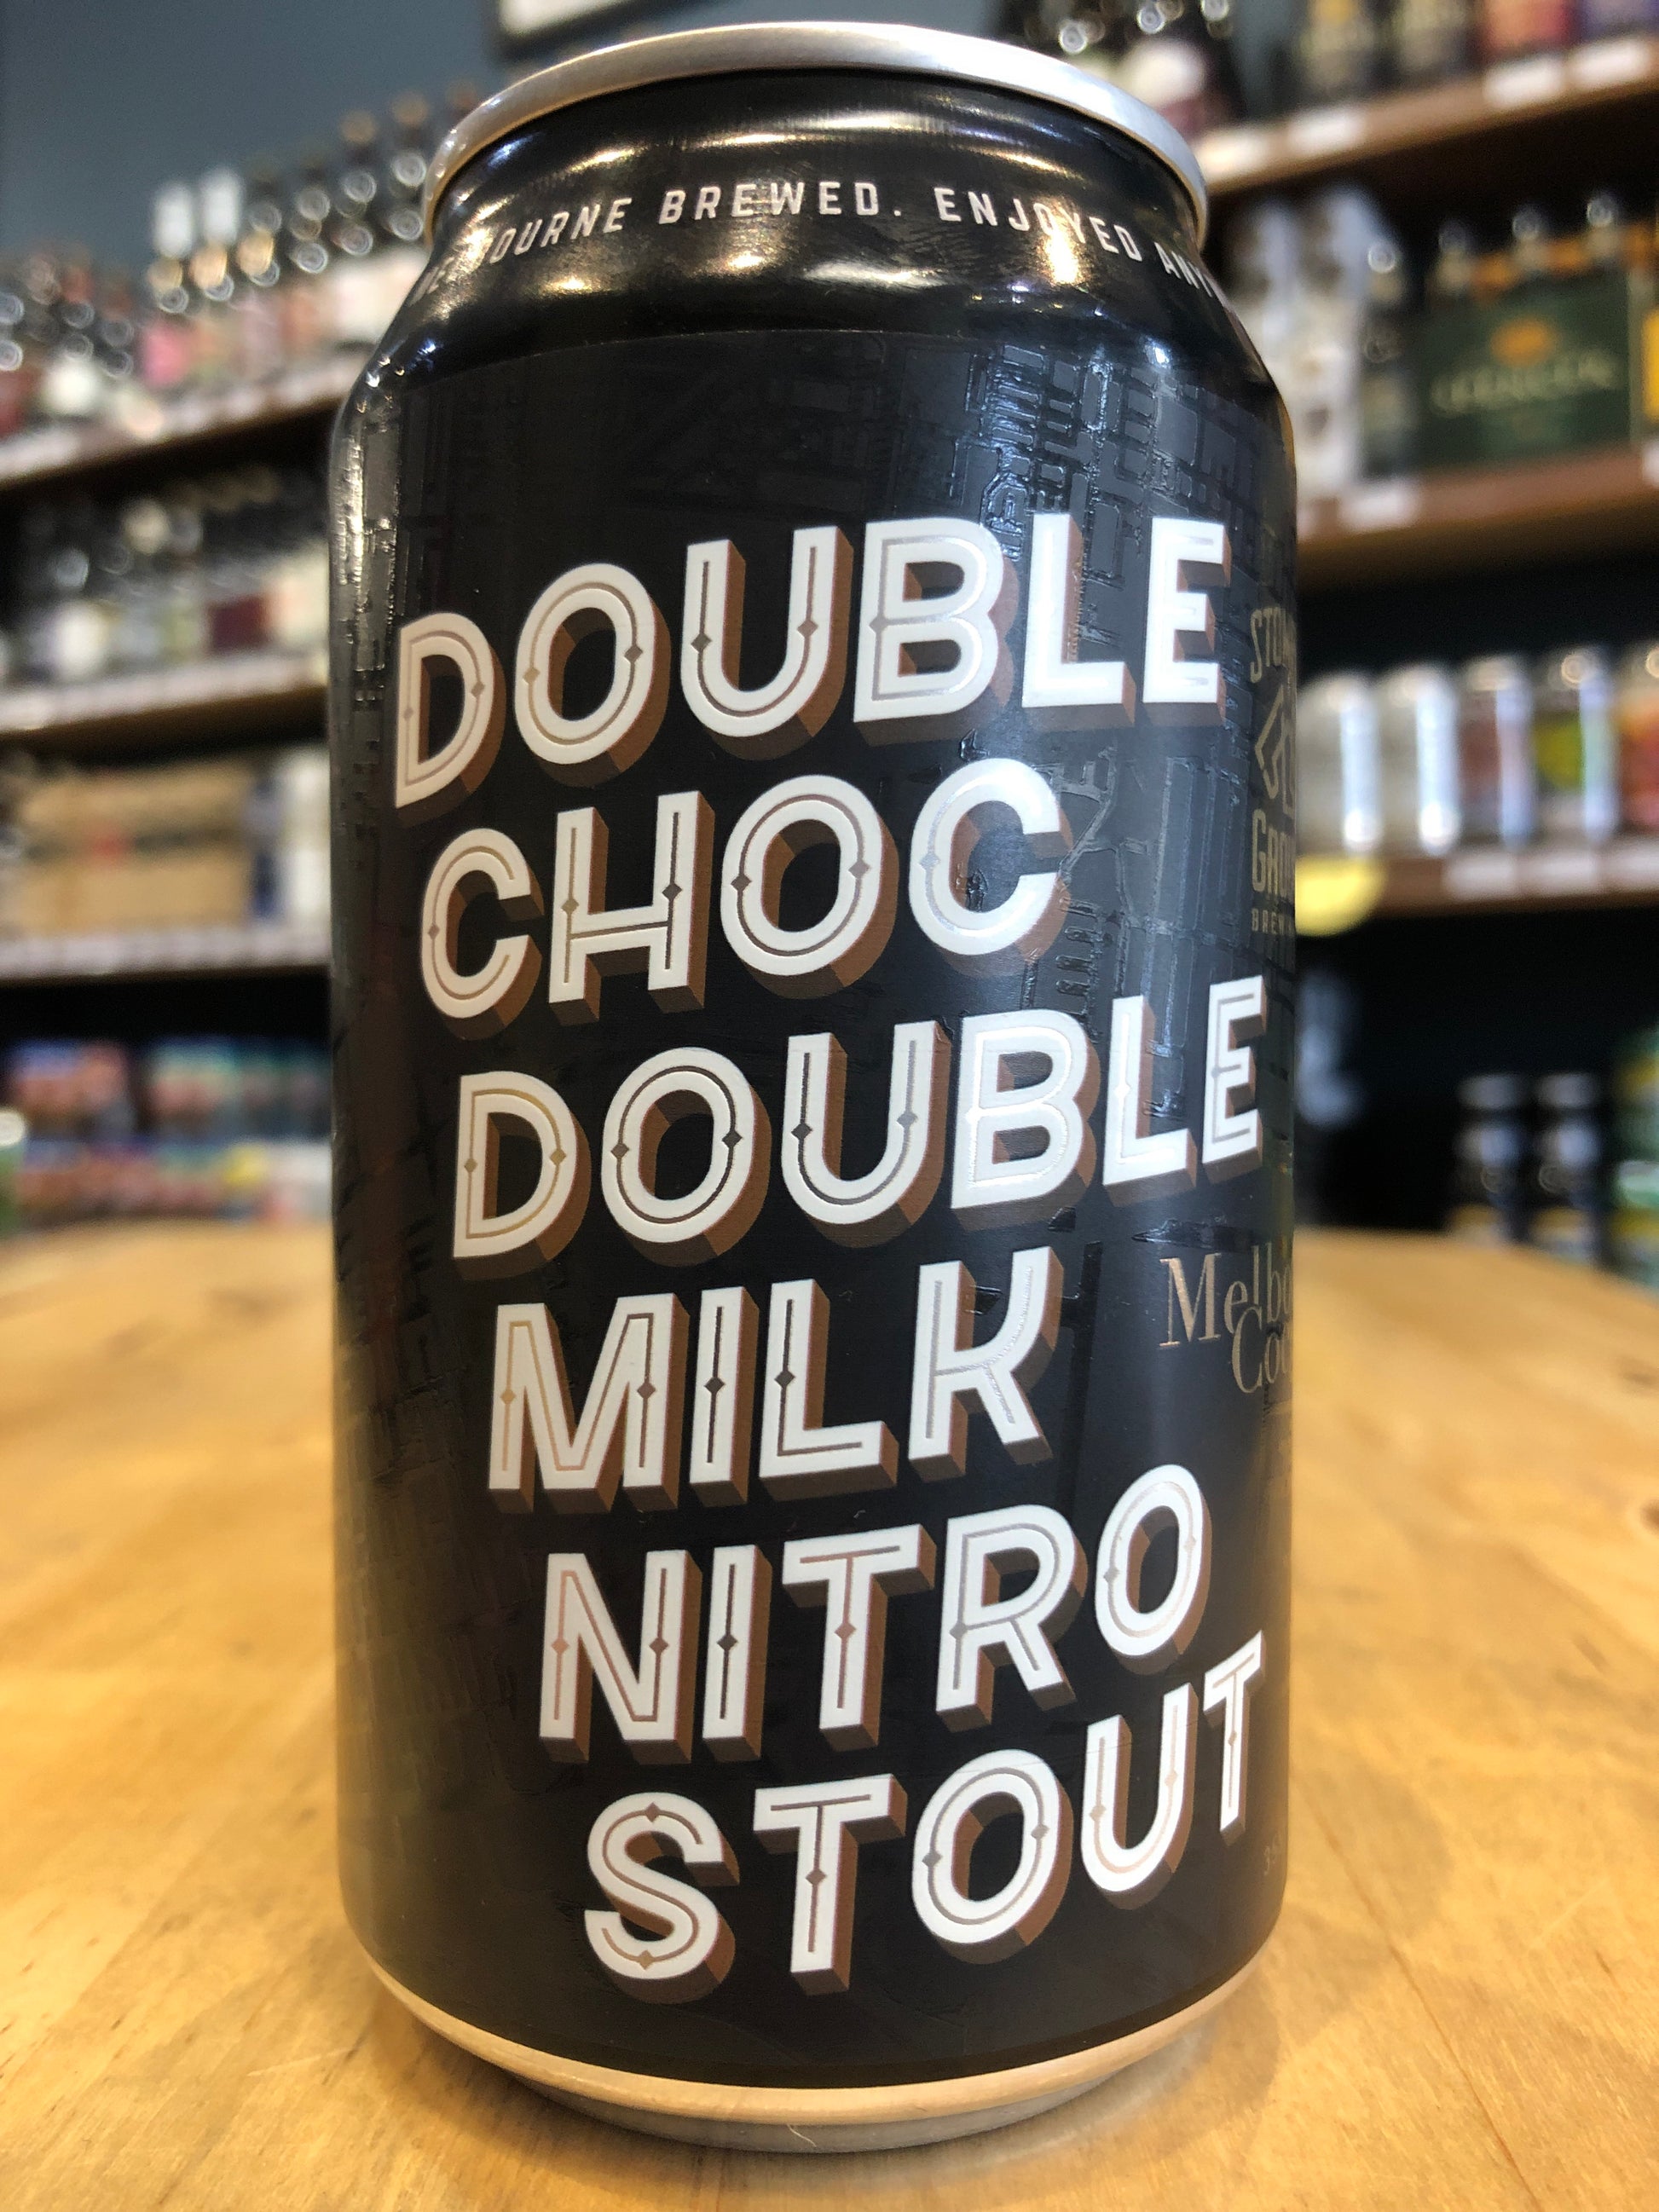 BREWED. ENJOYED
DOUBLE
CHOC
DOUBLE
MILK
NITRO
STOUT